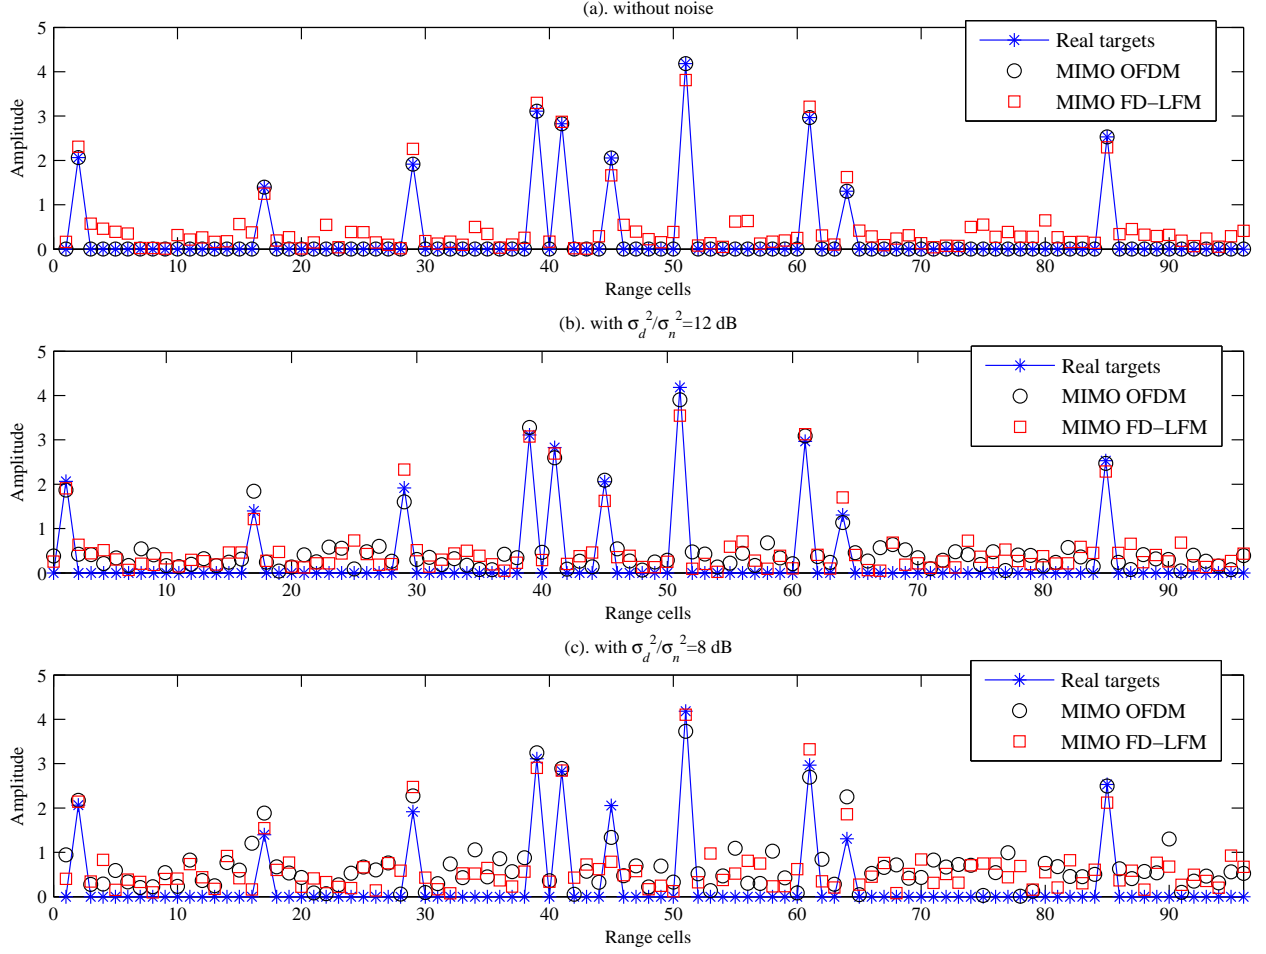 (a). without noise
5
4
3
2
1
0
Amplitude
Real targets
MIMO OFDM
MIMO FD−LFM
0 10 20 30 40 50 60 70 80 90
Range cells
(b). with σd2/σn2=12 dB
5
4
3
2
1
0
Amplitude
Real targets
MIMO OFDM
MIMO FD−LFM
0 10 20 30 40 50 60 70 80 90
Range cells
(c). with σd2/σn2=8 dB
5
4
3
2
1
0
Amplitude
Real targets
MIMO OFDM
MIMO FD−LFM
0 10 20 30 40 50 60 70 80 90
Range cells